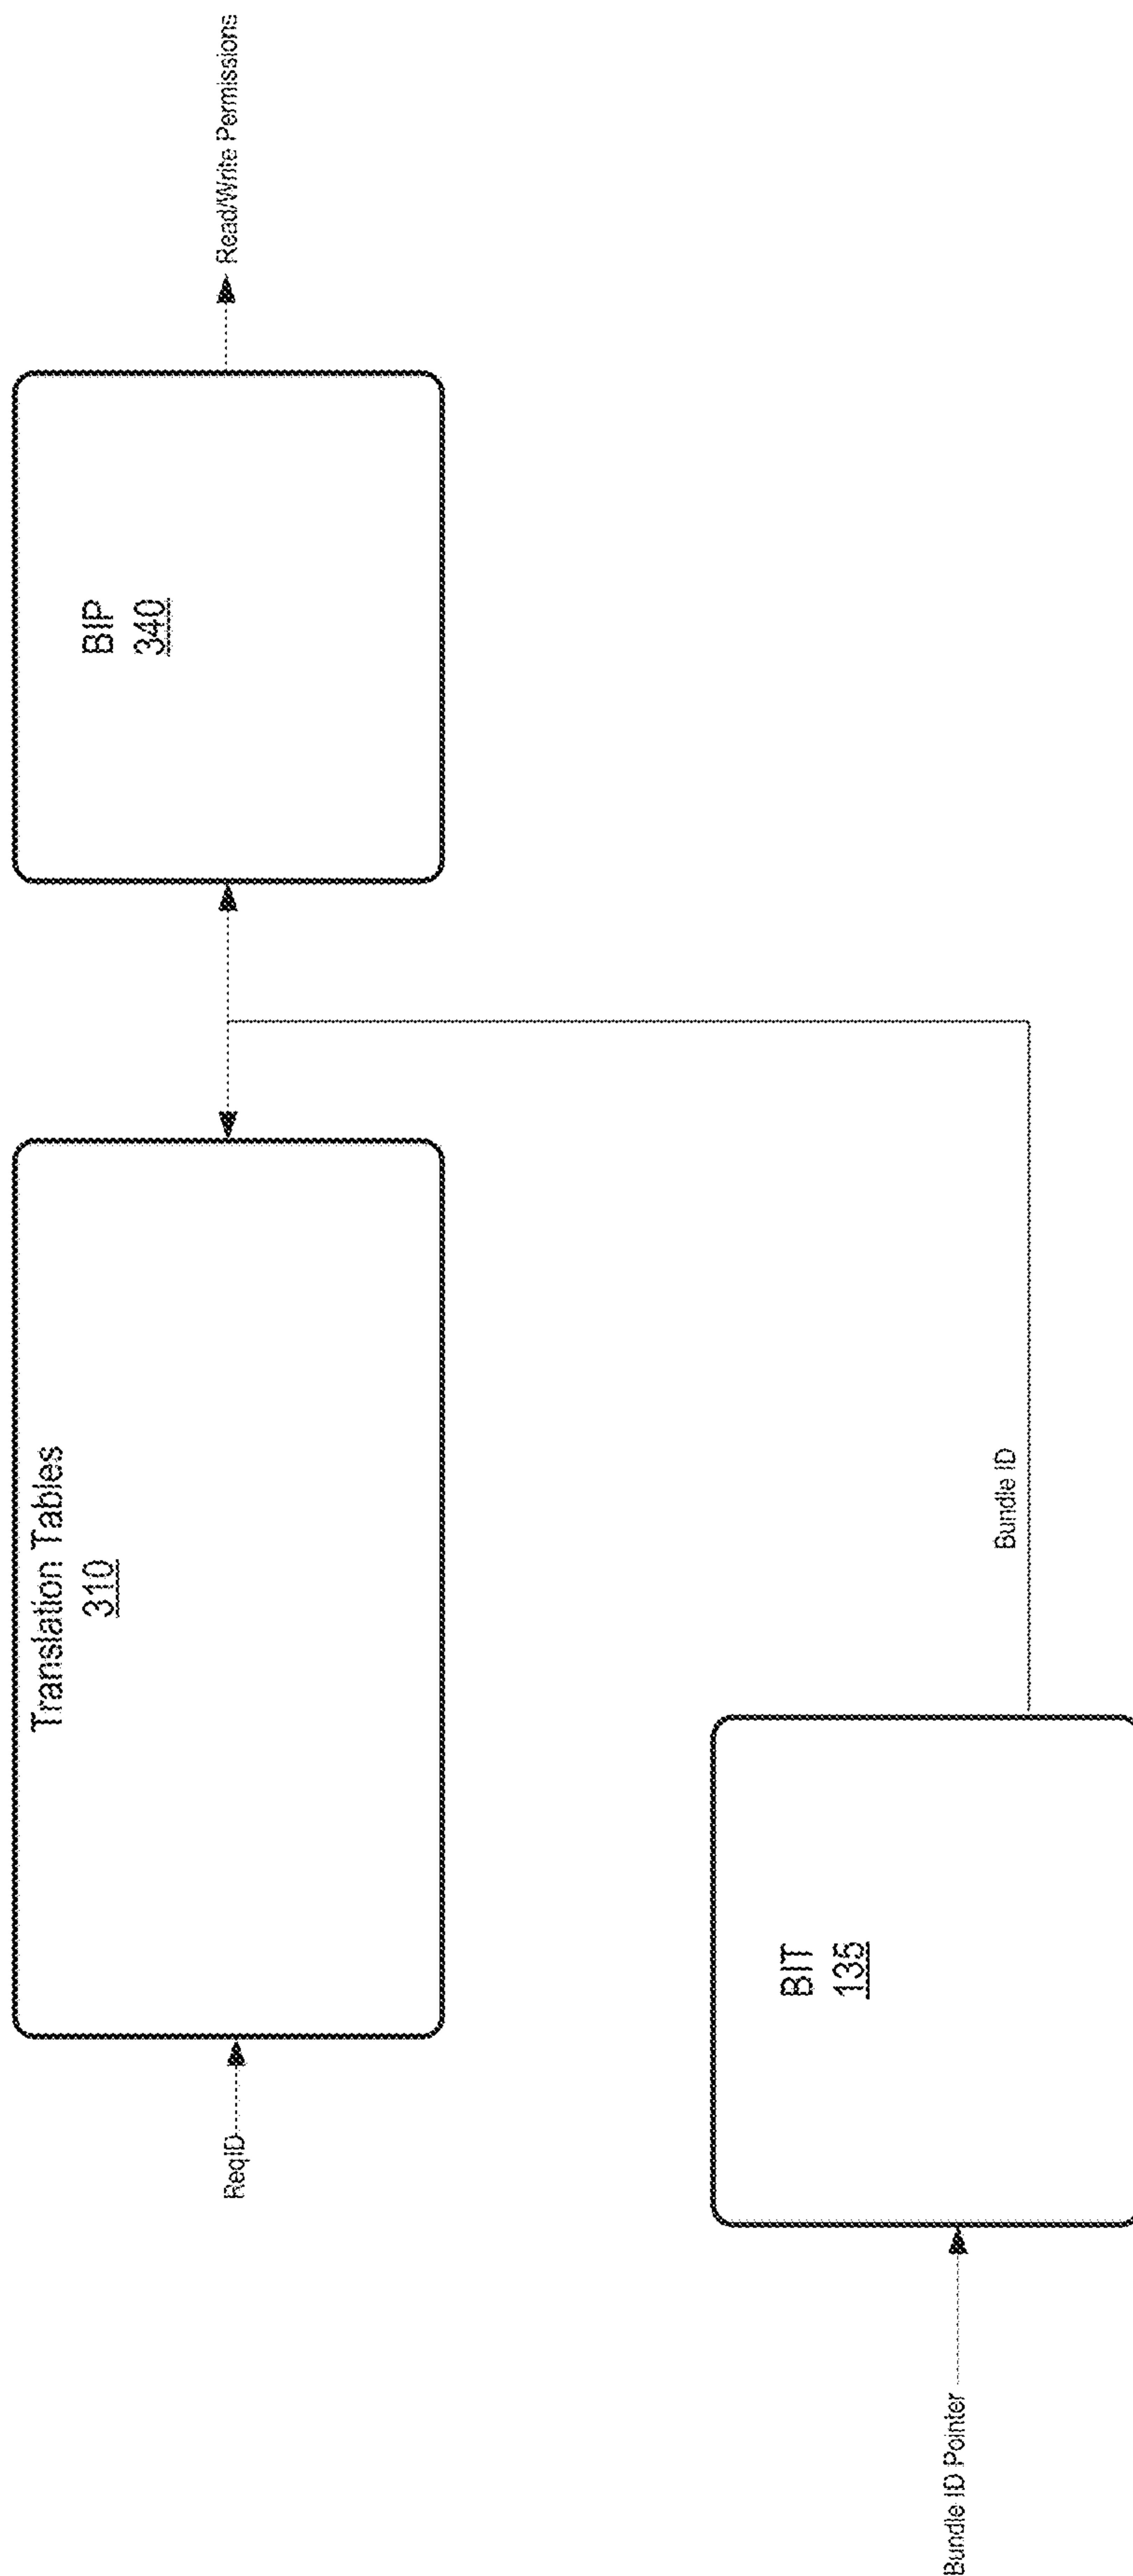 ReqID
Translation Tables
310
BIP
340
Read/Write Permissions
Bundle ID Pointer
BIT
135
Bundle ID